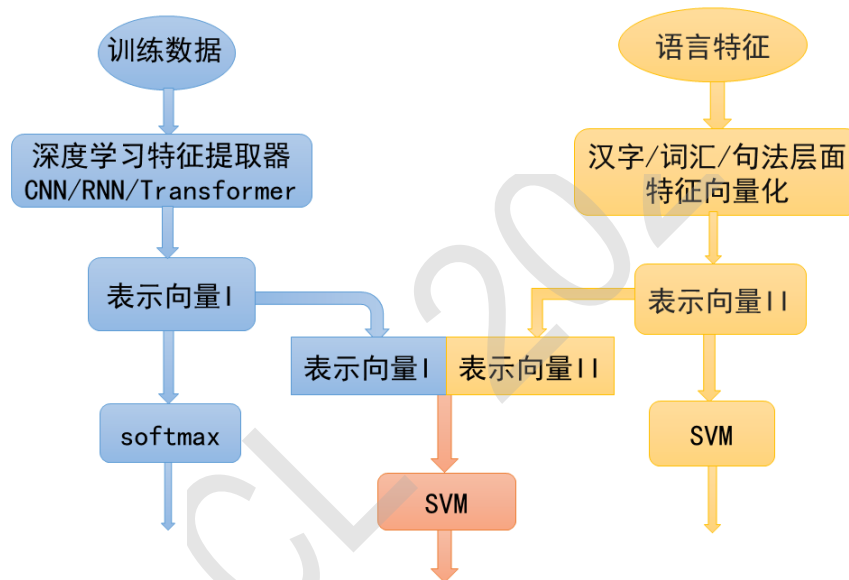 训练数据
语言特征
深度学习特征提取器
CNN/RNN/Transformer
汉字/词汇/句法层面
特征向量化
表示向量I
表示向量II
表示向量I
表示向量II
softmax
SVM
SVM
CL 202